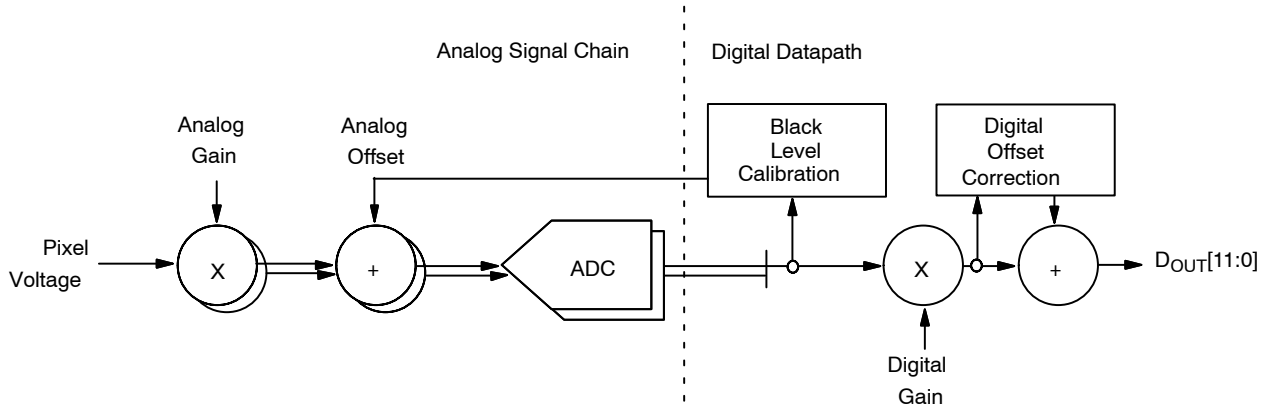 Analog Signal Chain
Digital Datapath
Analog
Gain
Analog
Offset
Black
Level
Calibration
Digital
Offset
Correction
Pixel
Voltage
X
+
ADC
X
+
DOUT[11:0]
Digital
Gain